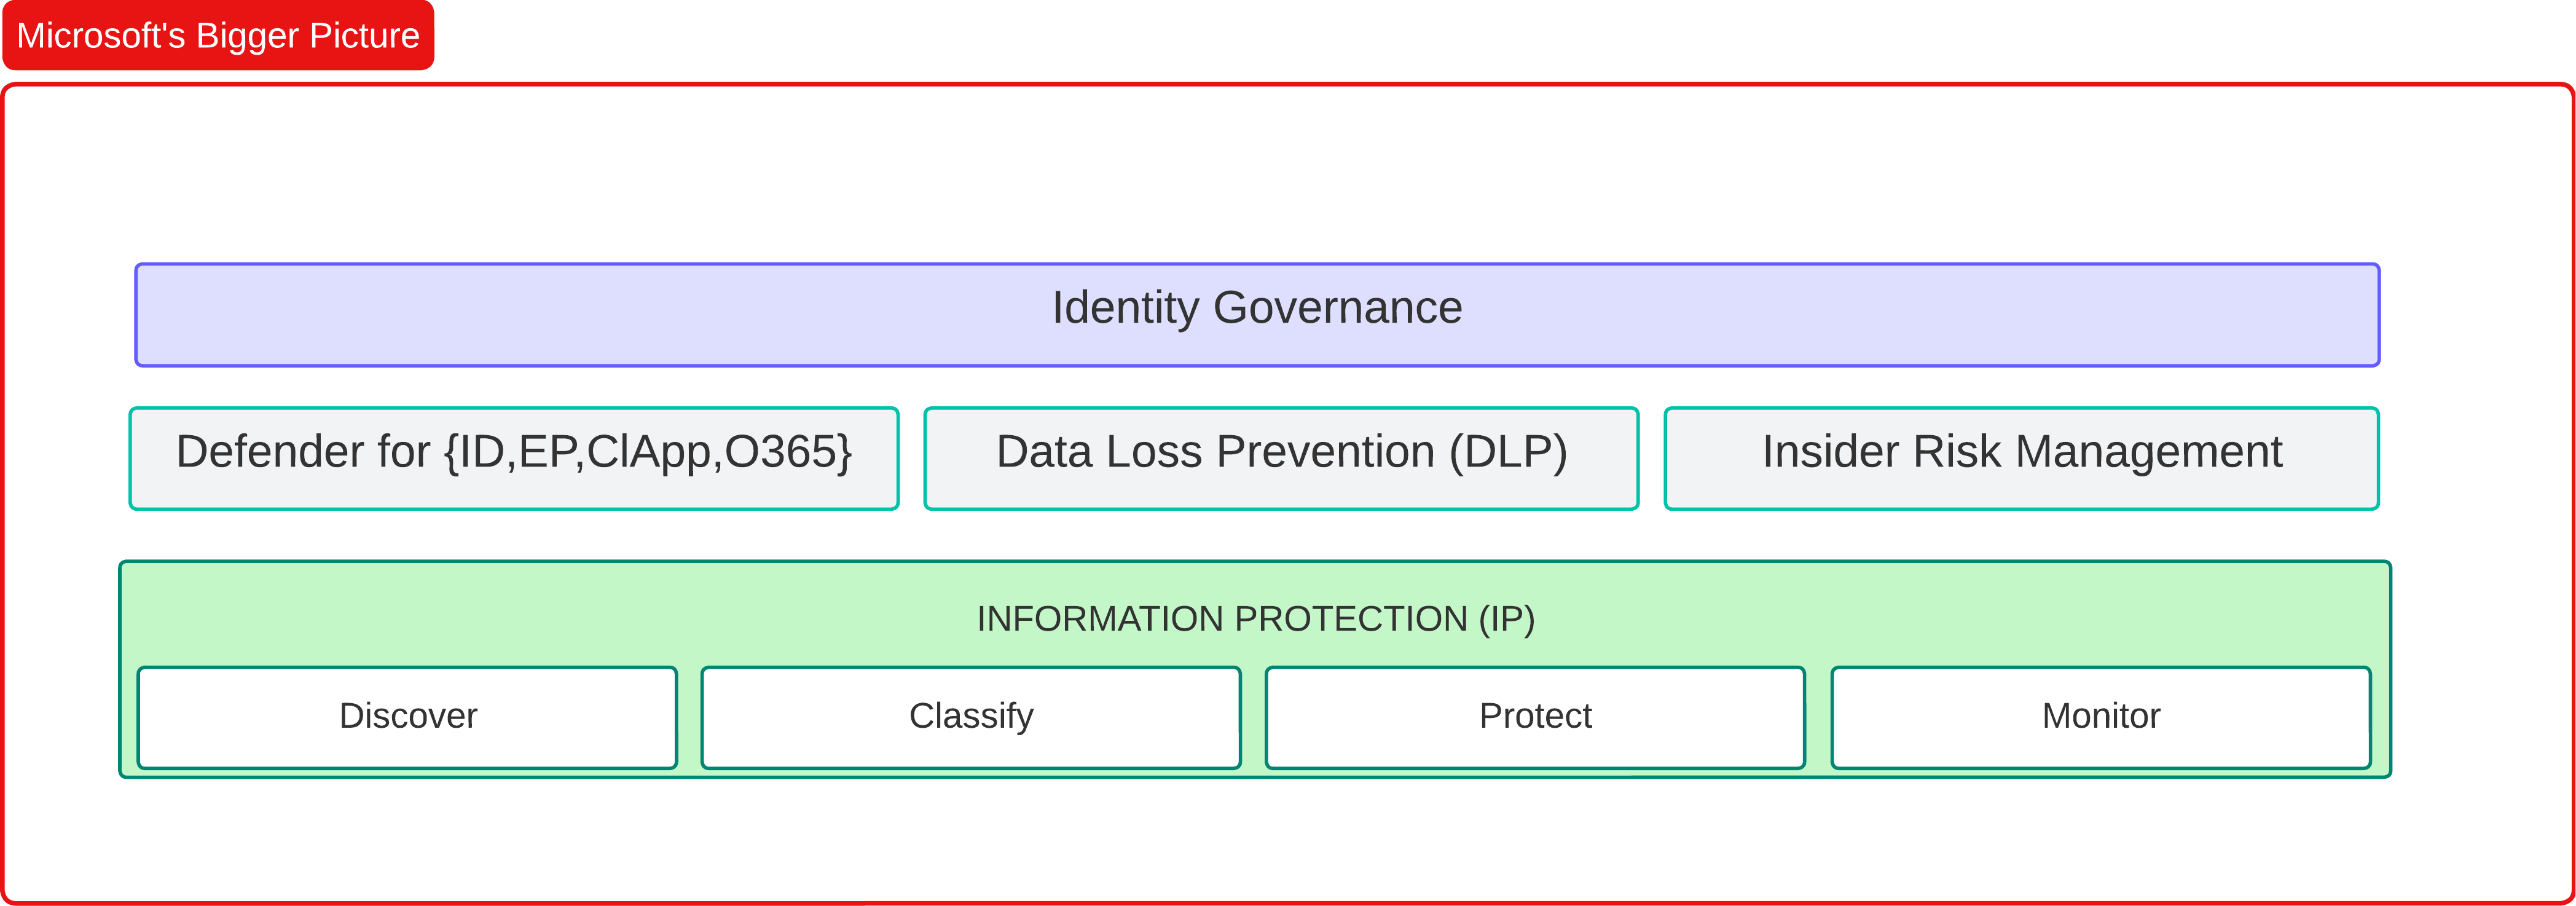 Microsoft's Bigger Picture
Identity Governance
Defender for {ID,EP,ClApp,O365}
Data Loss Prevention (DLP)
Insider Risk Management
INFORMATION PROTECTION (IP)
Discover
Classify
Protect
Monitor